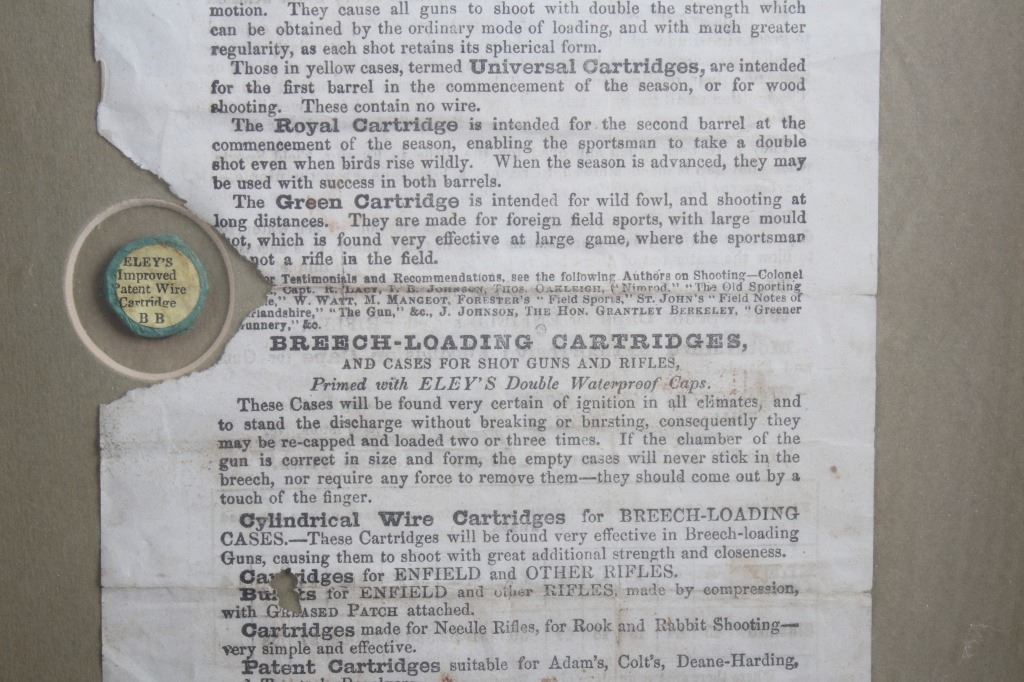 motion. They cause all guns to shoot with double the strength which
can be obtained by the ordinary mode of loading, and with much greater
regularity, as each shot retains its spherical form.
Those in yellow cases, termed Universal Cartridges, are intended
for the first barrel in the commencement of the season, or for wood
shooting. These contain no wire.
The Royal Cartridge is intended for the second barrel at the
commencement of the season, enabling the sportsman to take a double
shot even when birds rise wildly. When the season is advanced, they may
be used with success in both barrels.
The Green Cartridge is intended for wild fowl, and shooting at
long distances. They are made for foreign field sports, with large mould
hot, which is found very effective at large game, where the sportsman
not a rifle in the field.
or Testimonials and Recommendations, see the following Authors on Shooting—Colonel
Capt. R. LACY, T. B. JOHNSON, THOS. OAKLEIGH, ("Nimrod," "The Old Sporting
le," W. WATT, M. MANGEOT, FORESTER'S "Field Sports," ST. JOHN'S "Field Notes of
rlandshire," "The Gun," &c., J. JOHNSON, THE HON. GRANTLEY BERKELEY, "Greener
unnery," &c.
BREECH-LOADING CARTRIDGES,
AND CASES FOR SHOT GUNS AND RIFLES,
Primed with ELEY'S Double Waterproof Caps.
These Cases will be found very certain of ignition in all climates, and
to stand the discharge without breaking or bursting, consequently they
may be re-capped and loaded two or three times. If the chamber of the
gun is correct in size and form, the empty cases will never stick in the
breech, nor require any force to remove them—they should come out by a
touch of the finger.
Cylindrical Wire Cartridges for BREECH-LOADING
CASES.—These Cartridges will be found very effective in Breech-loading
Guns, causing them to shoot with great additional strength and closeness.
Ca ridges for ENFIELD and OTHER RIFLES.
Bul ts for ENFIELD and other RIFLES, made by compression,
with GREASED PATCH attached.
Cartridges made for Needle Rifles, for Rook and Rabbit Shooting—
very simple and effective.
Patent Cartridges suitable for Adam's, Colt's, Deane-Harding,
ELEY'S
Improved
Patent Wire
Cartridge
B B